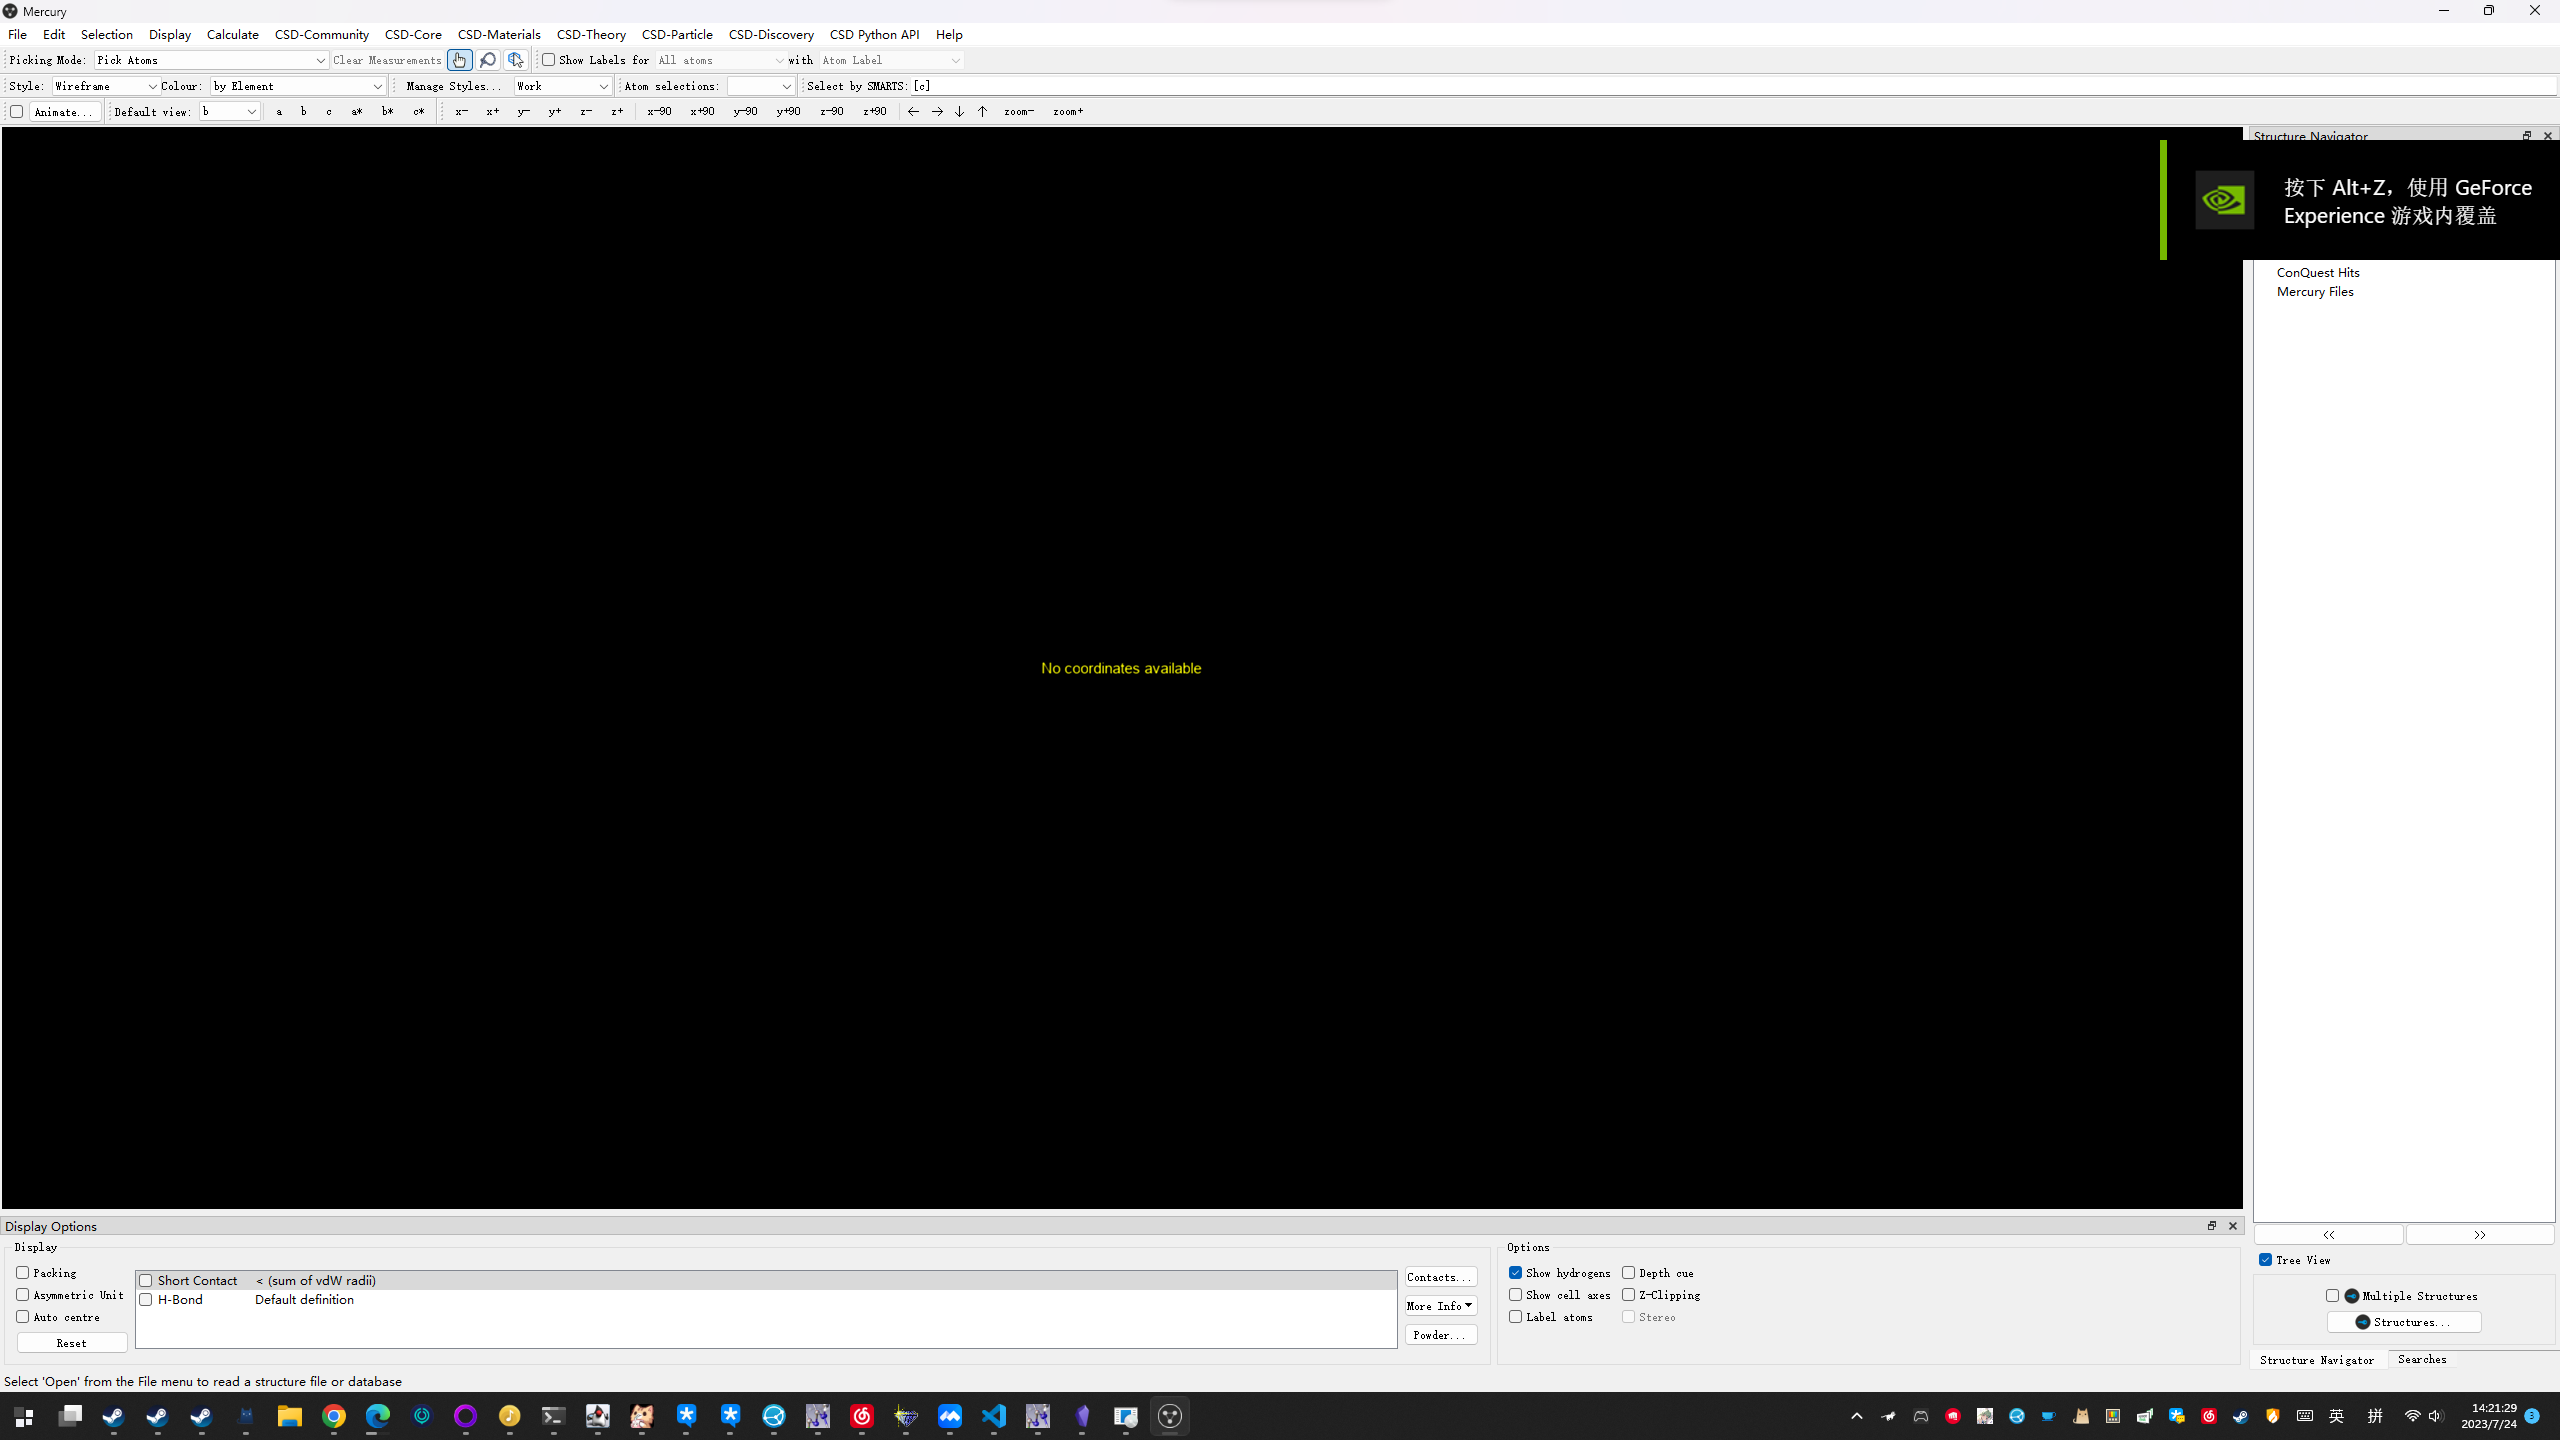 Mercury
File Edit Selection Display Calculate CSD-Community CSD-Core CSD-Materials CSD-Theory CSD-Particle CSD-Discovery CSD Python API Help
Picking Mode: Pick Atoms Clear Measurements Show Labels for All atoms with Atom Label
Style: Wireframe Colour: by Element Manage Styles... Work Atom selections: Select by SMARTS: [c]
Animate... Default view: b a b c a* b* c* x- x+ y- y+ z- z+ x-90 x+90 y-90 y+90 z-90 z+90 ← → ↓ ↑ zoom- zoom+
Structure Navigator
按下 Alt+Z，使用 GeForce
Experience 游戏内覆盖
ConQuest Hits
Mercury Files
No coordinates available
<< >>
Tree View
Multiple Structures
Structures...
Structure Navigator Searches
Display Options
Display
Packing
Asymmetric Unit
Auto centre
Reset
Short Contact < (sum of vdW radii)
H-Bond Default definition
Contacts...
More Info
Powder...
Options
Show hydrogens Depth cue
Show cell axes Z-Clipping
Label atoms Stereo
Select 'Open' from the File menu to read a structure file or database
英 拼
14:21:29
2023/7/24
3